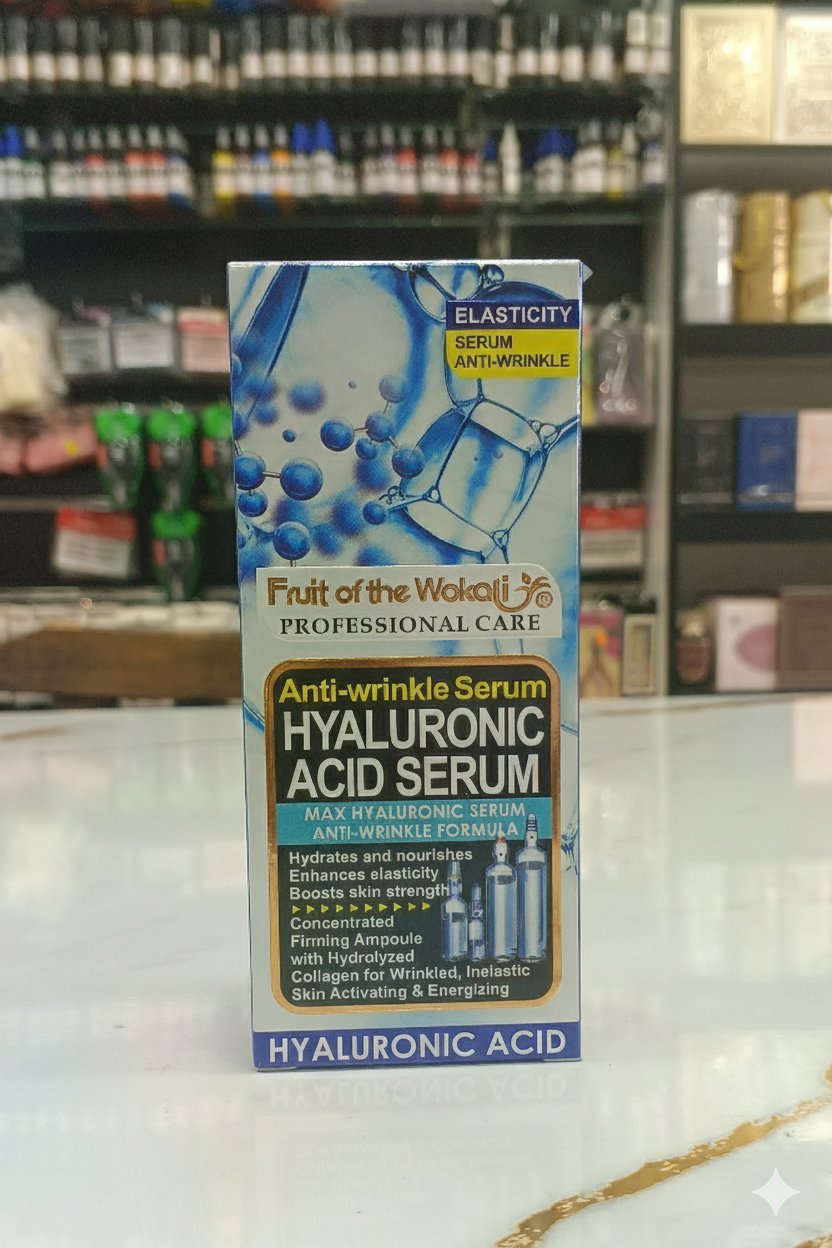 ELASTICITY
SERUM
ANTI-WRINKLE
Fruit of the Wokali
PROFESSIONAL CARE
Anti-wrinkle Serum
HYALURONIC
ACID SERUM
MAX HYALURONIC SERUM
ANTI-WRINKLE FORMULA
Hydrates and nourishes
Enhances elasticity
Boosts skin strength
Concentrated
Firming Ampoule
with Hydrolyzed
Collagen for Wrinkled, Inelastic
Skin Activating & Energizing
HYALURONIC ACID